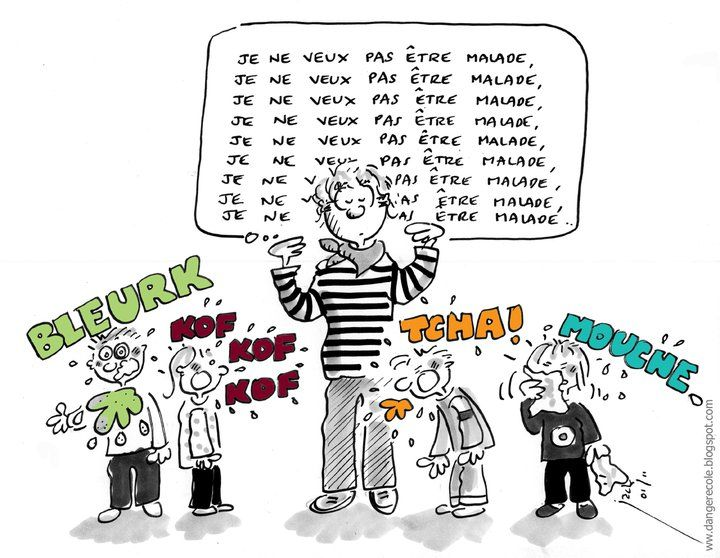 JE NE VEUX PAS ÊTRE MALADE,
JE NE VEUX PAS ÊTRE MALADE,
JE NE VEUX PAS ÊTRE MALADE,
JE NE VEUX PAS ÊTRE MALADE,
JE NE VEUX PAS ÊTRE MALADE,
JE NE VEUX PAS ÊTRE MALADE,
JE NE V PAS ÊTRE MALADE,
JE NE V AS ÊTRE MALADE,
JE NE AS ÊTRE MALADE...
BLEURK
KOF
KOF
KOF
TCHA!
MOUCHE
www.dangerecole.blogspot.com